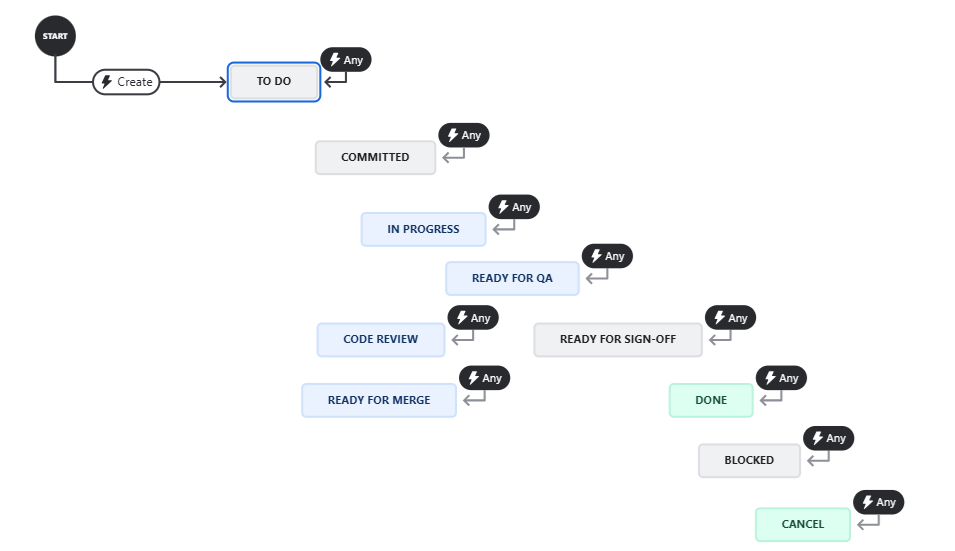 START
Any
Create
TO DO
Any
COMMITTED
Any
IN PROGRESS
Any
READY FOR QA
Any
Any
CODE REVIEW
READY FOR SIGN-OFF
Any
Any
READY FOR MERGE
DONE
Any
BLOCKED
Any
CANCEL